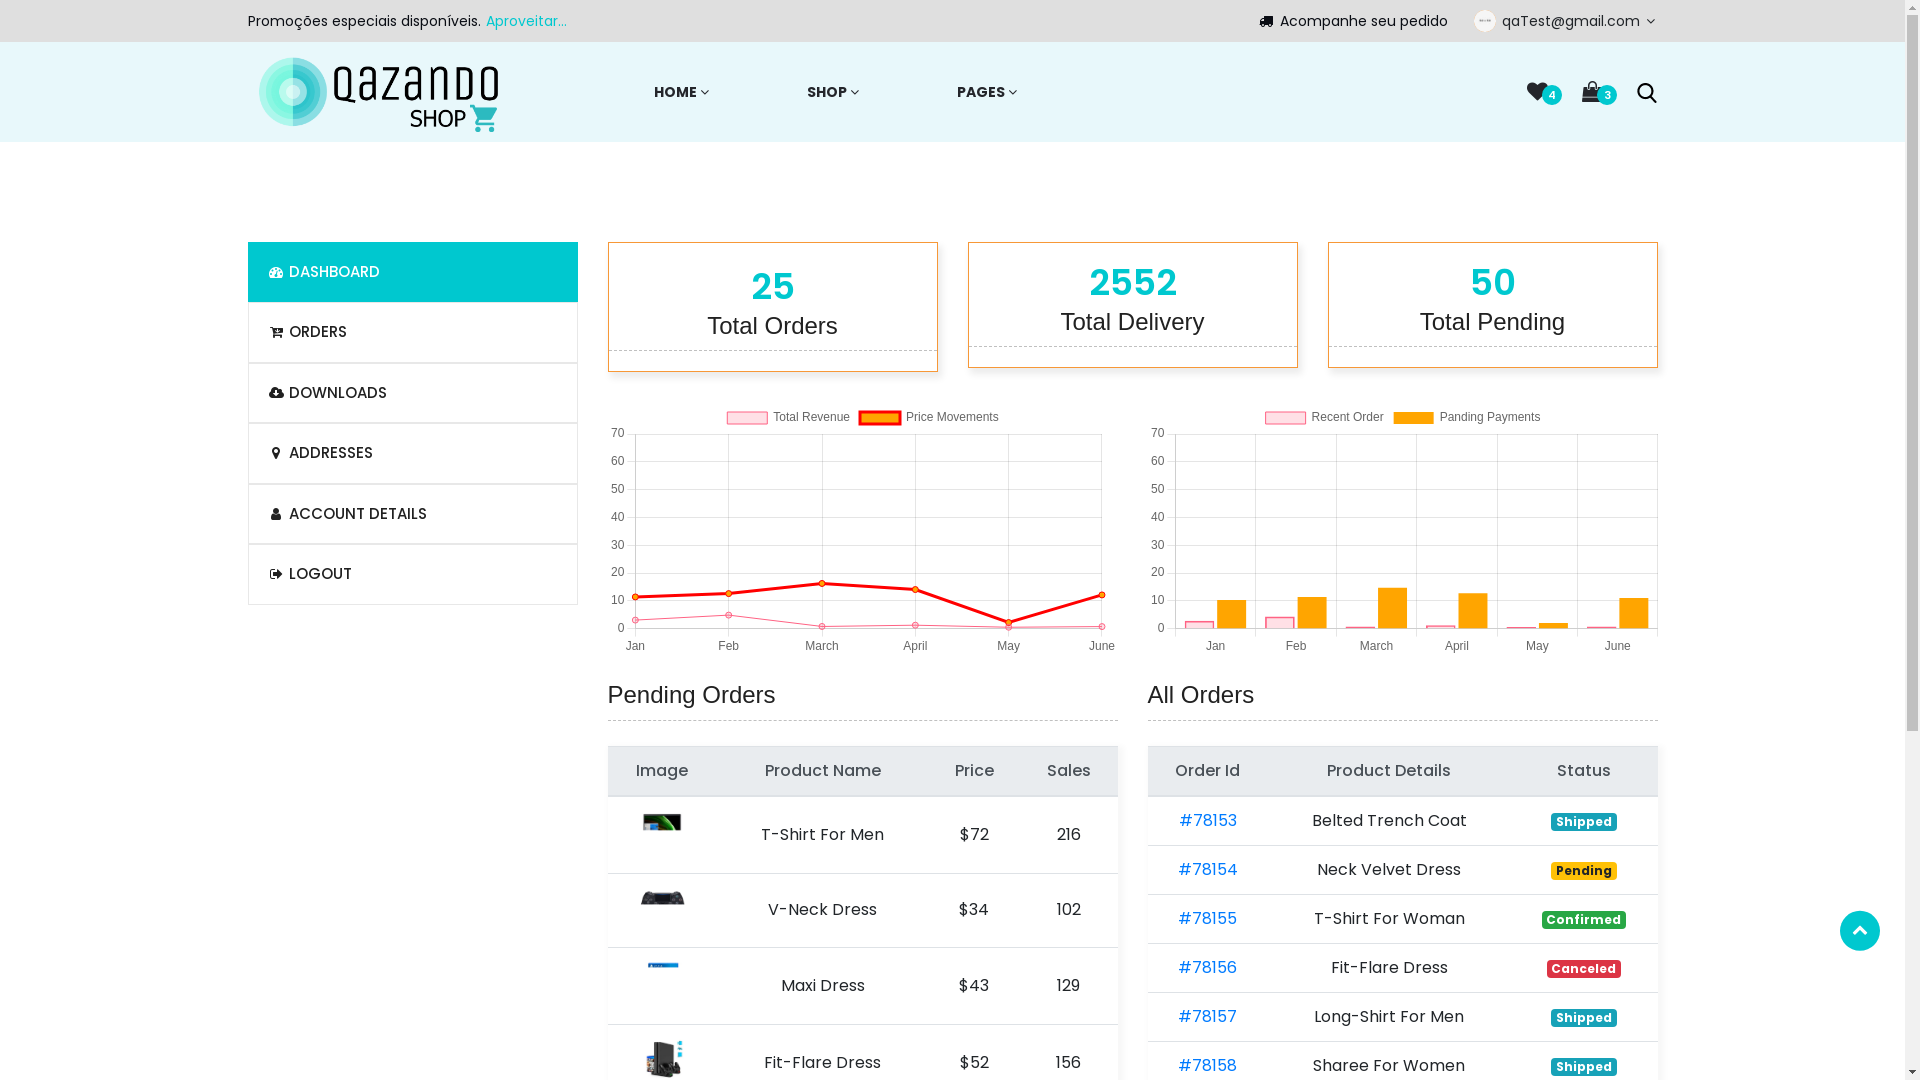 Promoções especiais disponíveis. Aproveitar...
Acompanhe seu pedido
qaTest@gmail.com
QAZANDO
SHOP
HOME
SHOP
PAGES
4
3
DASHBOARD
ORDERS
DOWNLOADS
ADDRESSES
ACCOUNT DETAILS
LOGOUT
25
Total Orders
2552
Total Delivery
50
Total Pending
Total Revenue
Price Movements
70
60
50
40
30
20
10
0
Jan Feb March April May June
Recent Order
Panding Payments
70
60
50
40
30
20
10
0
Jan Feb March April May June
Pending Orders
Image Product Name Price Sales
T-Shirt For Men $72 216
V-Neck Dress $34 102
Maxi Dress $43 129
Fit-Flare Dress $52 156
All Orders
Order Id Product Details Status
#78153 Belted Trench Coat Shipped
#78154 Neck Velvet Dress Pending
#78155 T-Shirt For Woman Confirmed
#78156 Fit-Flare Dress Canceled
#78157 Long-Shirt For Men Shipped
#78158 Sharee For Women Shipped